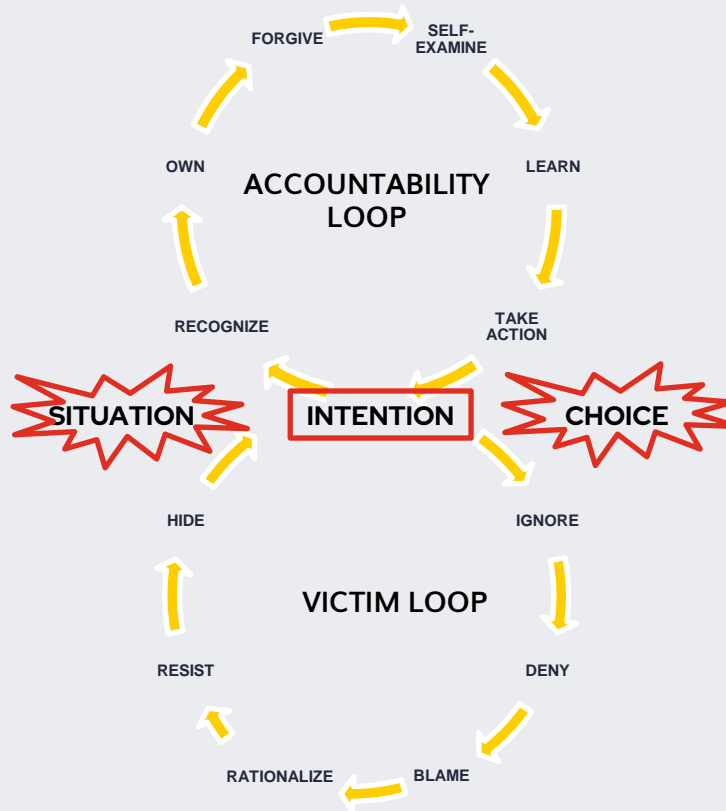 FORGIVE
SELF-
EXAMINE
OWN
LEARN
ACCOUNTABILITY
LOOP
RECOGNIZE
TAKE
ACTION
SITUATION
INTENTION
CHOICE
HIDE
IGNORE
VICTIM LOOP
RESIST
DENY
RATIONALIZE
BLAME